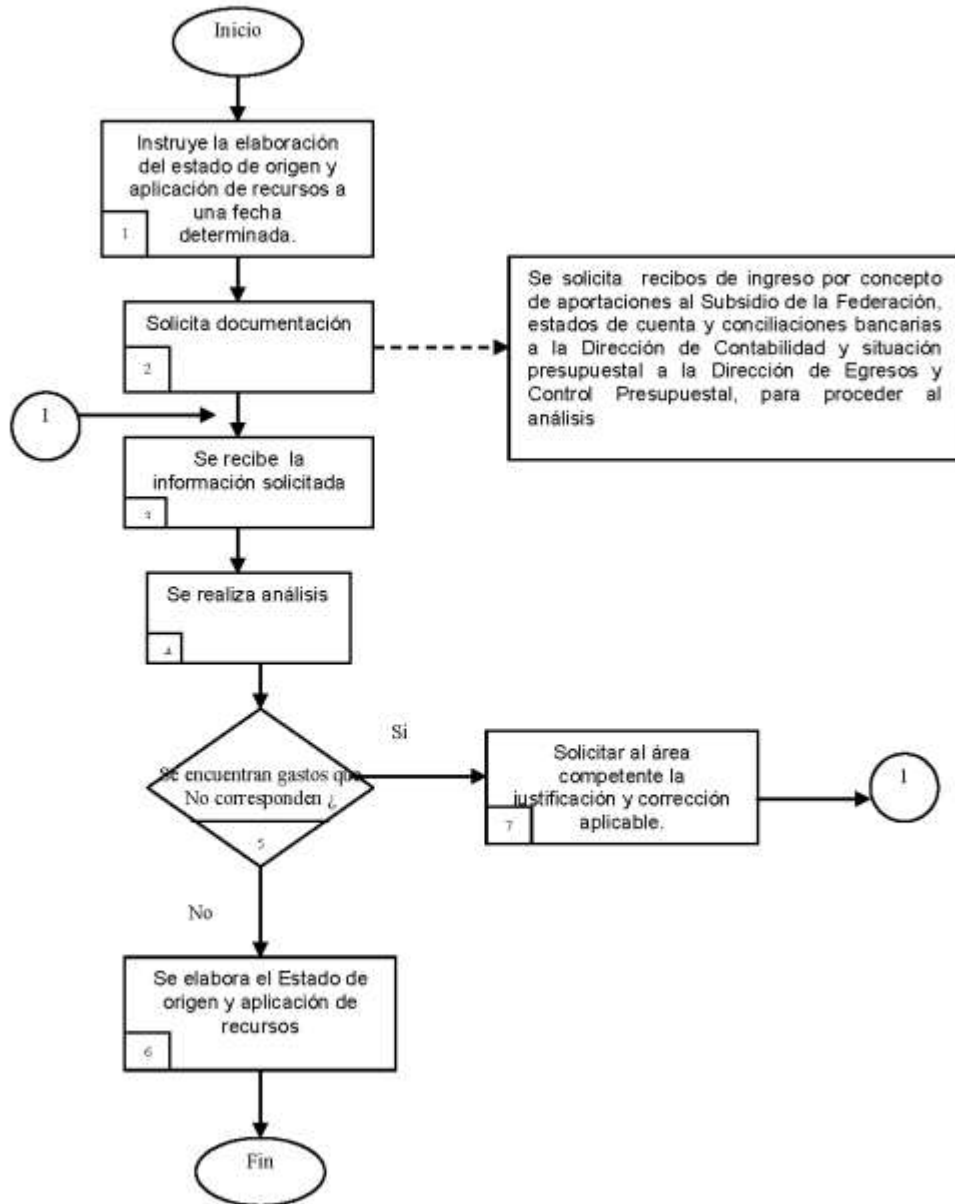 Inicio
Instruye la elaboración
del estado de origen y
aplicación de recursos a
una fecha
determinada.
1
Solicita documentación
2
Se solicita recibos de ingreso por concepto
de aportaciones al Subsidio de la Federación,
estados de cuenta y conciliaciones bancarias
a la Dirección de Contabilidad y situación
presupuestal a la Dirección de Egresos y
Control Presupuestal, para proceder al
análisis
1
Se recibe la
información solicitada
3
Se realiza análisis
4
Se encuentran gastos que
No corresponden ¿
5
Si
Solicitar al área
competente la
justificación y corrección
aplicable.
7
1
No
Se elabora el Estado de
origen y aplicación de
recursos
6
Fin